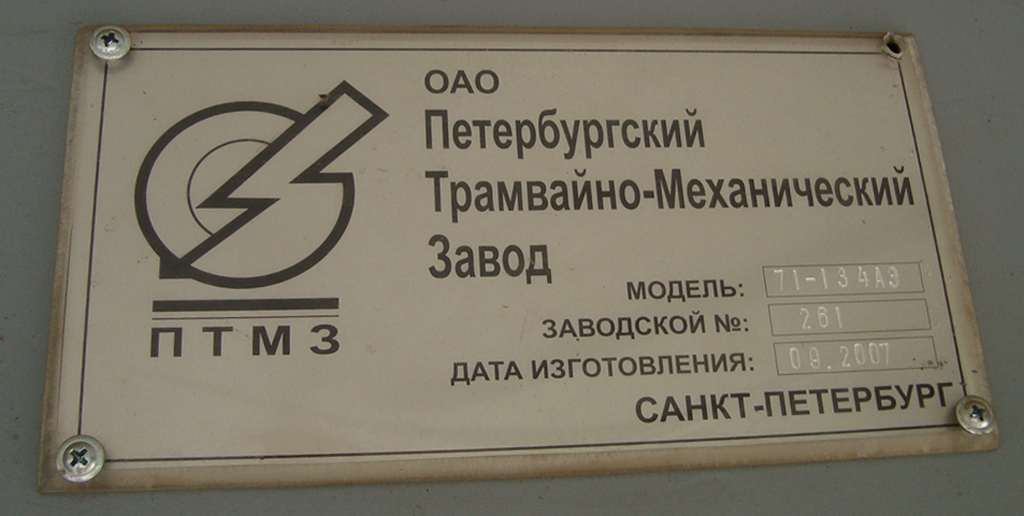 ОАО
Петербургский
Трамвайно-Механический
Завод
ПТМЗ
МОДЕЛЬ: 71-134АЭ
ЗАВОДСКОЙ №: 261
ДАТА ИЗГОТОВЛЕНИЯ: 09.2007
САНКТ-ПЕТЕРБУРГ